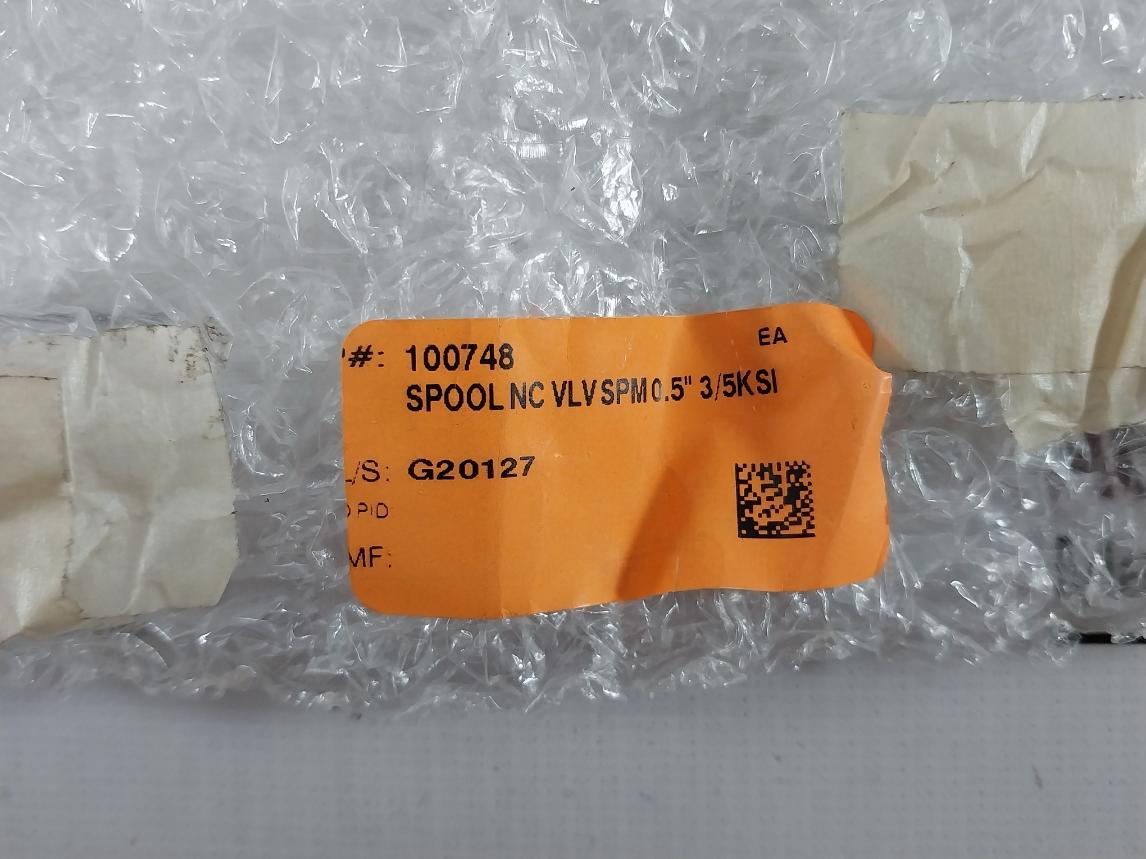 EA
#: 100748
SPOOL NC VLV SPM 0.5" 3/5KSI
/S: G20127
PID
MF: